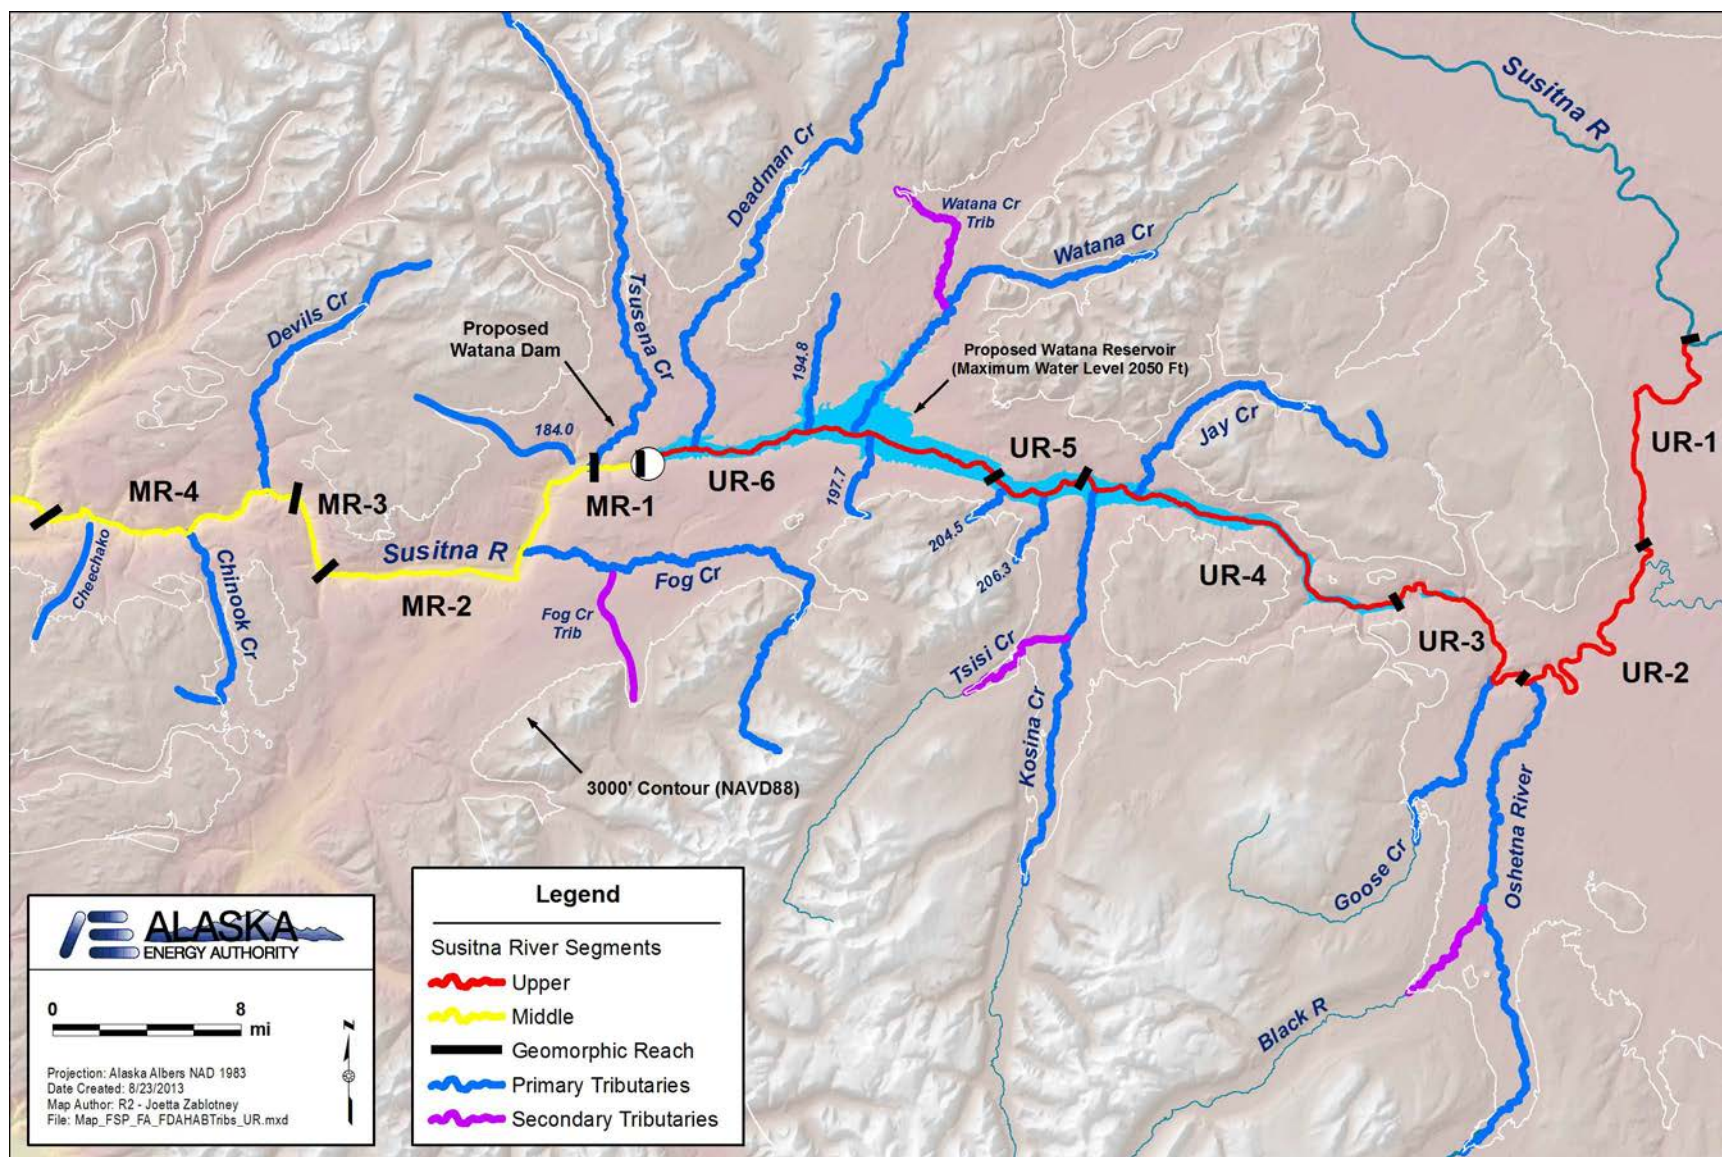 Susitna R
Deadman Cr
Watana Cr
Trib
Watana Cr
Devils Cr
Tsusena Cr
Proposed
Watana Dam
194.8
Proposed Watana Reservoir
(Maximum Water Level 2050 Ft)
184.0
Jay Cr
UR-1
UR-5
UR-6
MR-1
MR-4
MR-3
197.7
204.5
206.3
Susitna R
Fog Cr
Cheechako
Chinook Cr
MR-2
Fog Cr
Trib
UR-4
UR-3
UR-2
Tsisi Cr
Kosina Cr
3000' Contour (NAVD88)
Oshetna River
Goose Cr
Black R
ALASKA
ENERGY AUTHORITY
0 8
mi
N
Projection: Alaska Albers NAD 1983
Date Created: 8/23/2013
Map Author: R2 - Joetta Zablotney
File: Map_FSP_FA_FDAHABTribs_UR.mxd
Legend
Susitna River Segments
Upper
Middle
Geomorphic Reach
Primary Tributaries
Secondary Tributaries